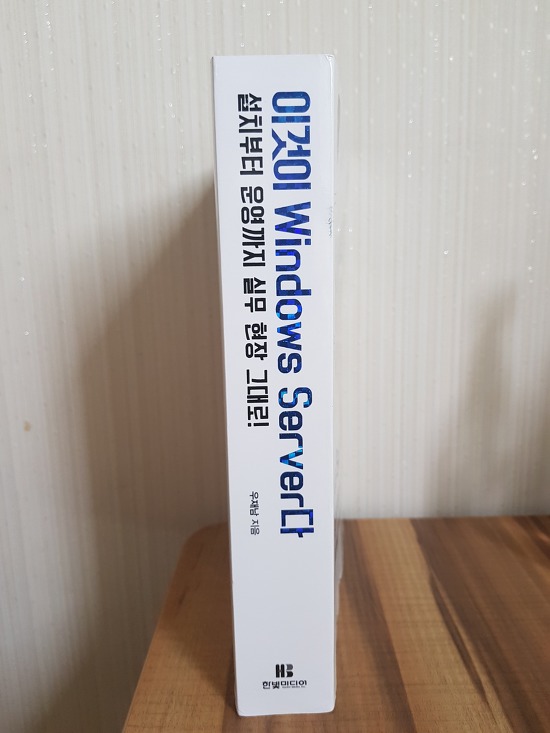 이것이 Windows Server다
설치부터 운영까지 실무 현장 그대로!
우재남 지음
HB
한빛미디어